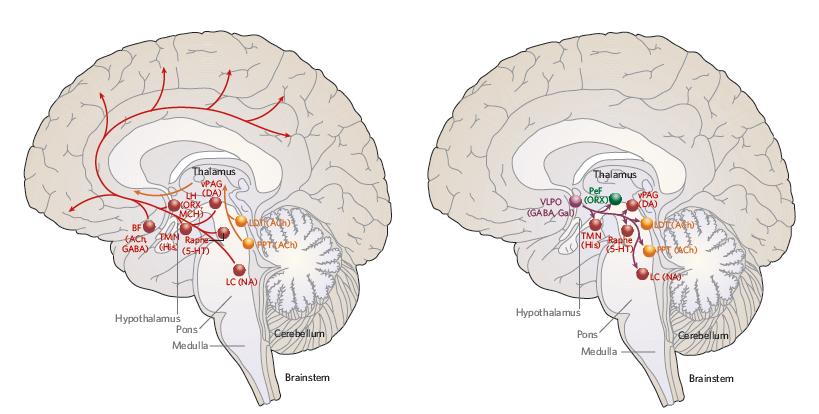 Thalamus
vPAG
(DA)
LH
(ORX,
MCH)
BF
(ACh,
GABA)
TMN
(His)
Raphe
(5-HT)
LDT (ACh)
PPT (ACh)
LC (NA)
Hypothalamus
Pons
Medulla
Cerebellum
Brainstem
Thalamus
PeF
(ORX)
vPAG
(DA)
VLPO
(GABA, Gal)
TMN
(His)
Raphe
(5-HT)
LDT (ACh)
PPT (ACh)
LC (NA)
Hypothalamus
Pons
Medulla
Cerebellum
Brainstem